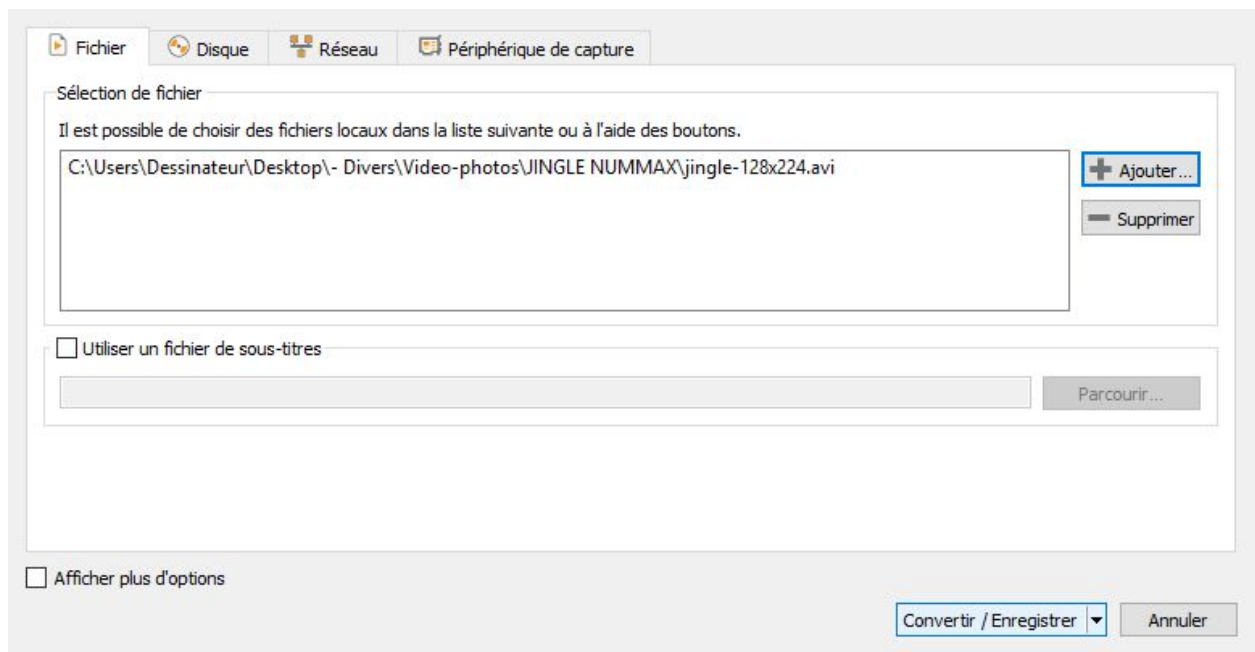 Fichier
Disque
Réseau
Périphérique de capture
Sélection de fichier
Il est possible de choisir des fichiers locaux dans la liste suivante ou à l'aide des boutons.
C:\Users\Dessinateur\Desktop\- Divers\Video-photos\JINGLE NUMMAX\jingle-128x224.avi
Ajouter...
Supprimer
Utiliser un fichier de sous-titres
Parcourir...
Afficher plus d'options
Convertir / Enregistrer
Annuler